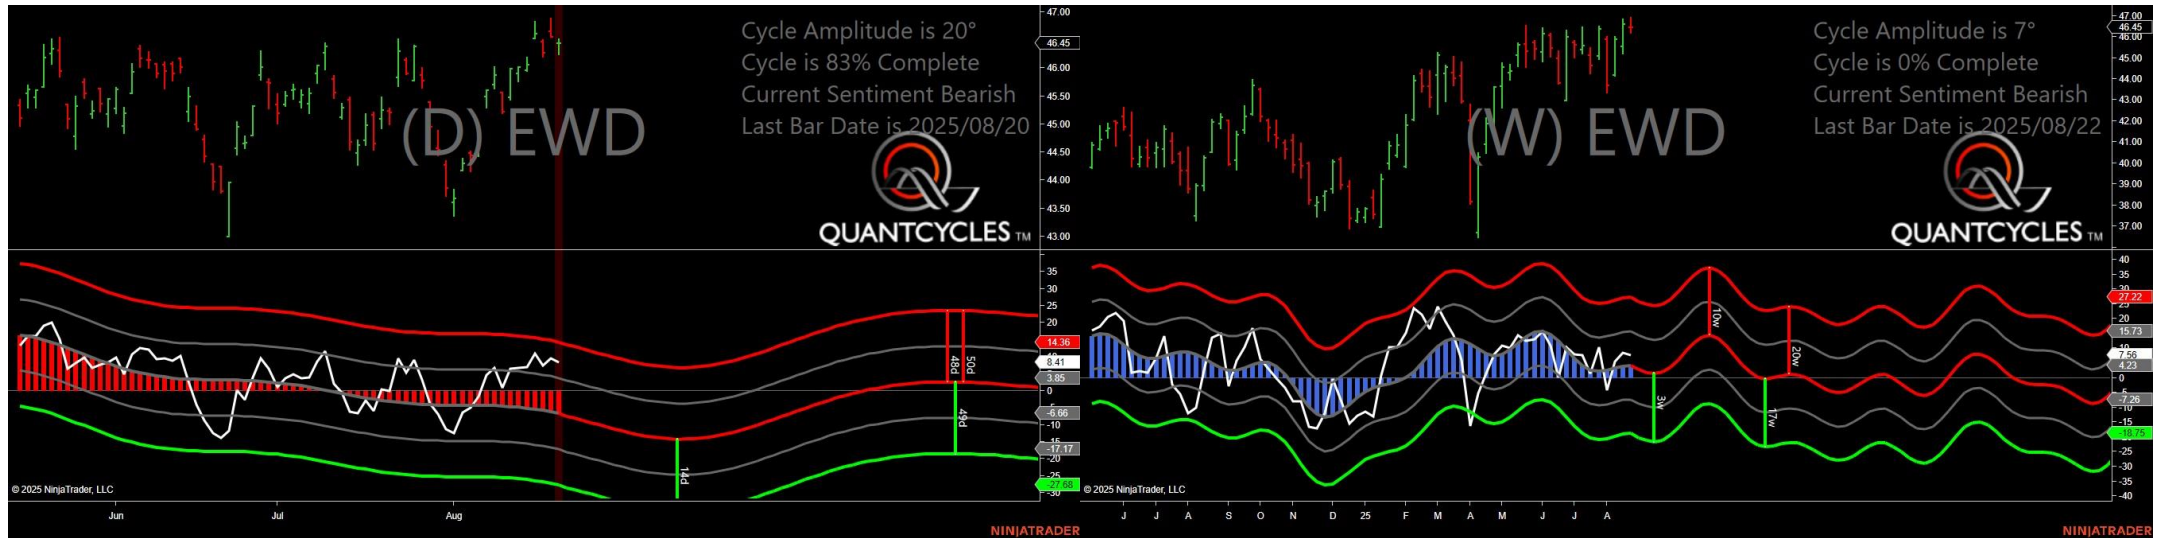 Cycle Amplitude is 20°
Cycle is 83% Complete
Current Sentiment Bearish
Last Bar Date is 2025/08/20
(D) EWD
QUANTCYCLES TM
47.00
46.45
46.00
45.50
45.00
44.50
44.00
43.50
43.00
35
30
25
20
14.36
8.41
3.85
0
-6.66
-10
-17.17
-20
-27.68
-30
14d
48d
50d
49d
© 2025 NinjaTrader, LLC
Jun
Jul
Aug
NINJATRADER
Cycle Amplitude is 7°
Cycle is 0% Complete
Current Sentiment Bearish
Last Bar Date is 2025/08/22
(W) EWD
QUANTCYCLES TM
47.00
46.45
46.00
45.00
44.00
43.00
42.00
41.00
40.00
39.00
38.00
37.00
40
35
30
27.22
20
15.73
10
7.56
4.23
0
-7.26
-10
-15
-18.75
-25
-30
-35
-40
3w
10w
17w
20w
© 2025 NinjaTrader, LLC
J
J
A
S
O
N
D
25
F
M
A
M
J
J
A
NINJATRADER